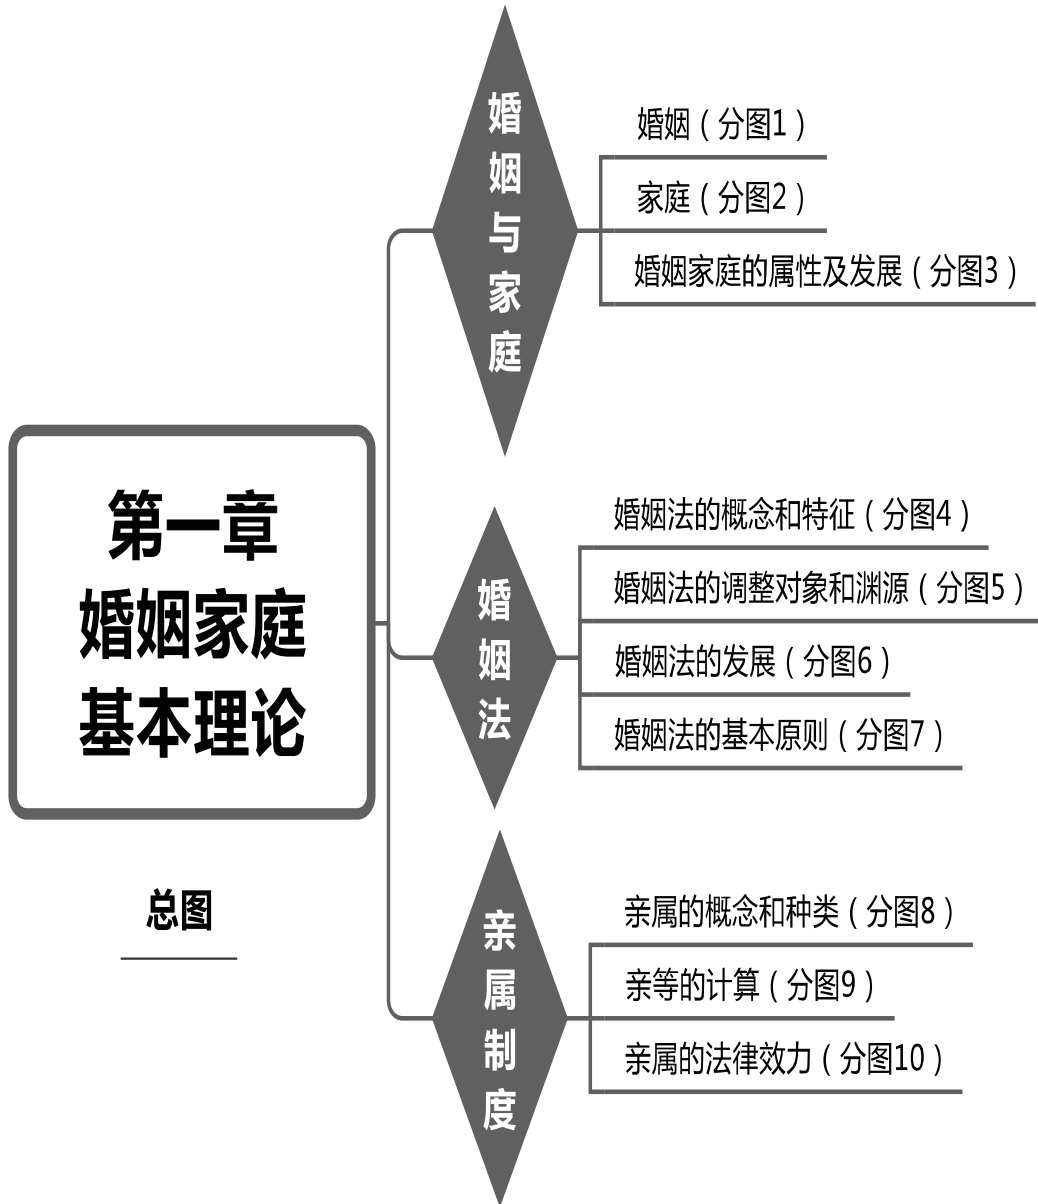 第一章
婚姻家庭
基本理论
总图
婚姻与家庭
婚姻（分图1）
家庭（分图2）
婚姻家庭的属性及发展（分图3）
婚姻法
婚姻法的概念和特征（分图4）
婚姻法的调整对象和渊源（分图5）
婚姻法的发展（分图6）
婚姻法的基本原则（分图7）
亲属制度
亲属的概念和种类（分图8）
亲等的计算（分图9）
亲属的法律效力（分图10）